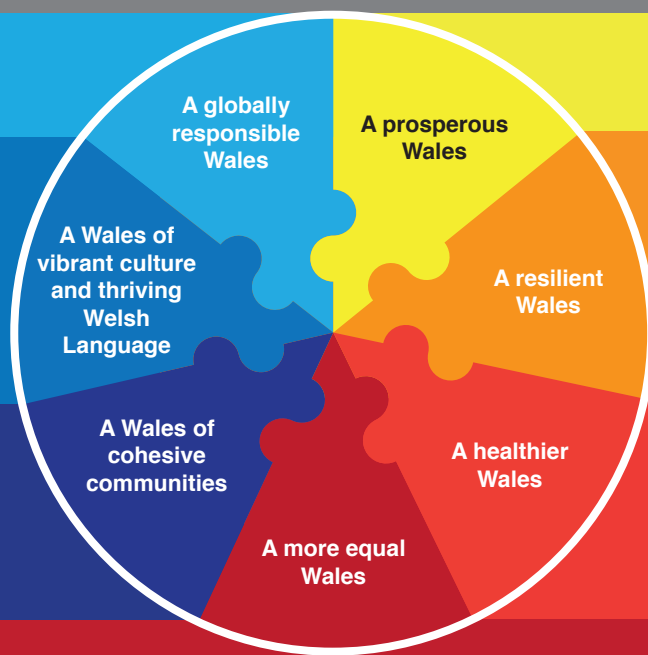 A globally
responsible
Wales
A prosperous
Wales
A resilient
Wales
A healthier
Wales
A more equal
Wales
A Wales of
cohesive
communities
A Wales of
vibrant culture
and thriving
Welsh
Language